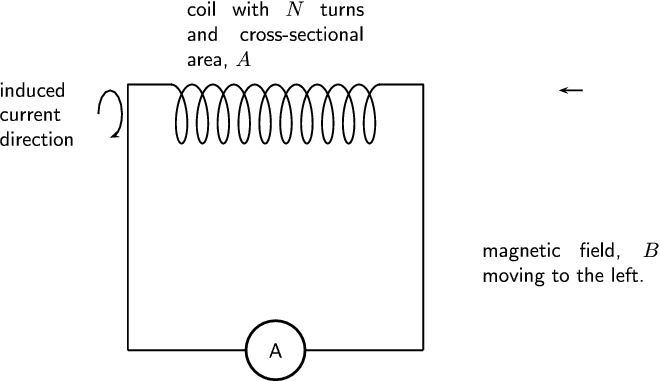 coil with N turns
and cross-sectional
area, A
induced
current
direction
magnetic field, B
moving to the left.
A